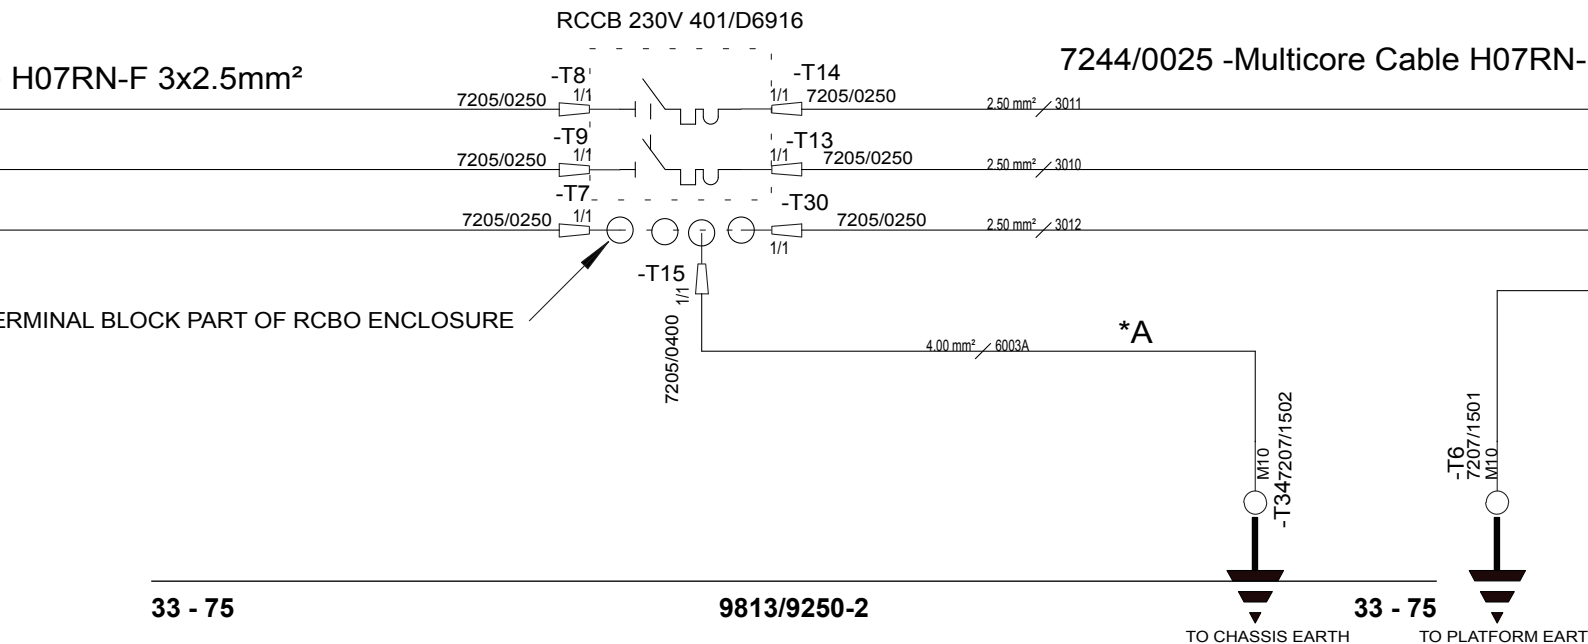 RCCB 230V 401/D6916
H07RN-F 3x2.5mm²
7244/0025 -Multicore Cable H07RN-
-T8
1/1
7205/0250
-T14
1/1
7205/0250
2.50 mm²
3011
-T9
1/1
7205/0250
-T13
1/1
7205/0250
2.50 mm²
3010
-T7
1/1
7205/0250
-T30
1/1
7205/0250
2.50 mm²
3012
-T15
1/1
7205/0400
ERMINAL BLOCK PART OF RCBO ENCLOSURE
4.00 mm²
6003A
*A
M10
7207/1502
-T34
-T6
7207/1501
M10
33 - 75
9813/9250-2
33 - 75
TO CHASSIS EARTH
TO PLATFORM EART